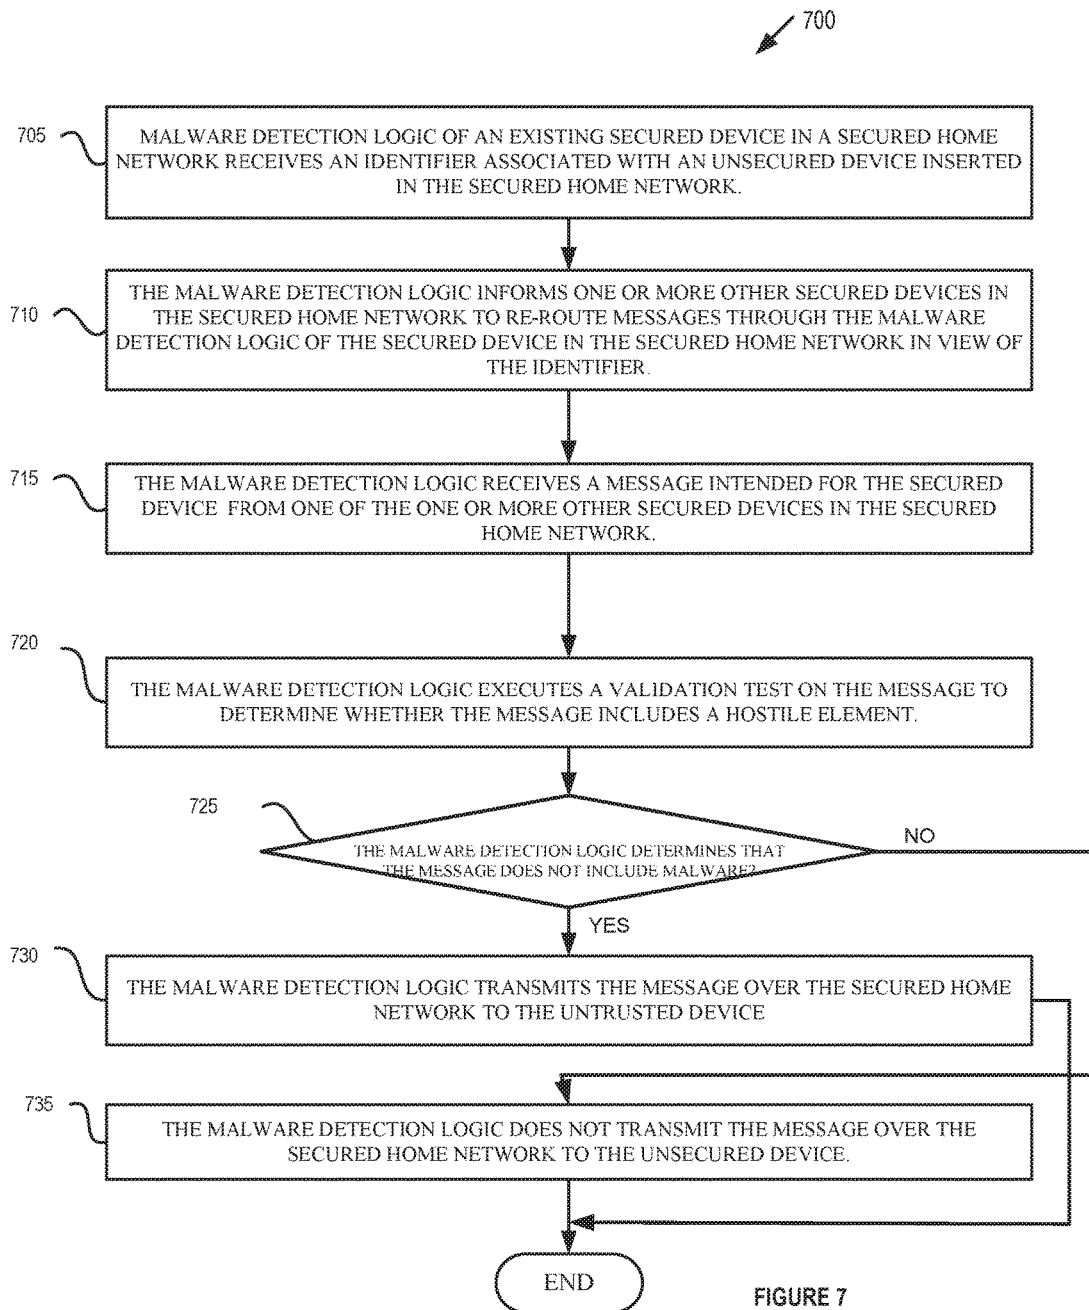 700
705
MALWARE DETECTION LOGIC OF AN EXISTING SECURED DEVICE IN A SECURED HOME
NETWORK RECEIVES AN IDENTIFIER ASSOCIATED WITH AN UNSECURED DEVICE INSERTED
IN THE SECURED HOME NETWORK.
710
THE MALWARE DETECTION LOGIC INFORMS ONE OR MORE OTHER SECURED DEVICES IN
THE SECURED HOME NETWORK TO RE-ROUTE MESSAGES THROUGH THE MALWARE
DETECTION LOGIC OF THE SECURED DEVICE IN THE SECURED HOME NETWORK IN VIEW OF
THE IDENTIFIER.
715
THE MALWARE DETECTION LOGIC RECEIVES A MESSAGE INTENDED FOR THE SECURED
DEVICE FROM ONE OF THE ONE OR MORE OTHER SECURED DEVICES IN THE SECURED
HOME NETWORK.
720
THE MALWARE DETECTION LOGIC EXECUTES A VALIDATION TEST ON THE MESSAGE TO
DETERMINE WHETHER THE MESSAGE INCLUDES A HOSTILE ELEMENT.
725
THE MALWARE DETECTION LOGIC DETERMINES THAT
THE MESSAGE DOES NOT INCLUDE MALWARE?
NO
YES
730
THE MALWARE DETECTION LOGIC TRANSMITS THE MESSAGE OVER THE SECURED HOME
NETWORK TO THE UNTRUSTED DEVICE
735
THE MALWARE DETECTION LOGIC DOES NOT TRANSMIT THE MESSAGE OVER THE
SECURED HOME NETWORK TO THE UNSECURED DEVICE.
END
FIGURE 7